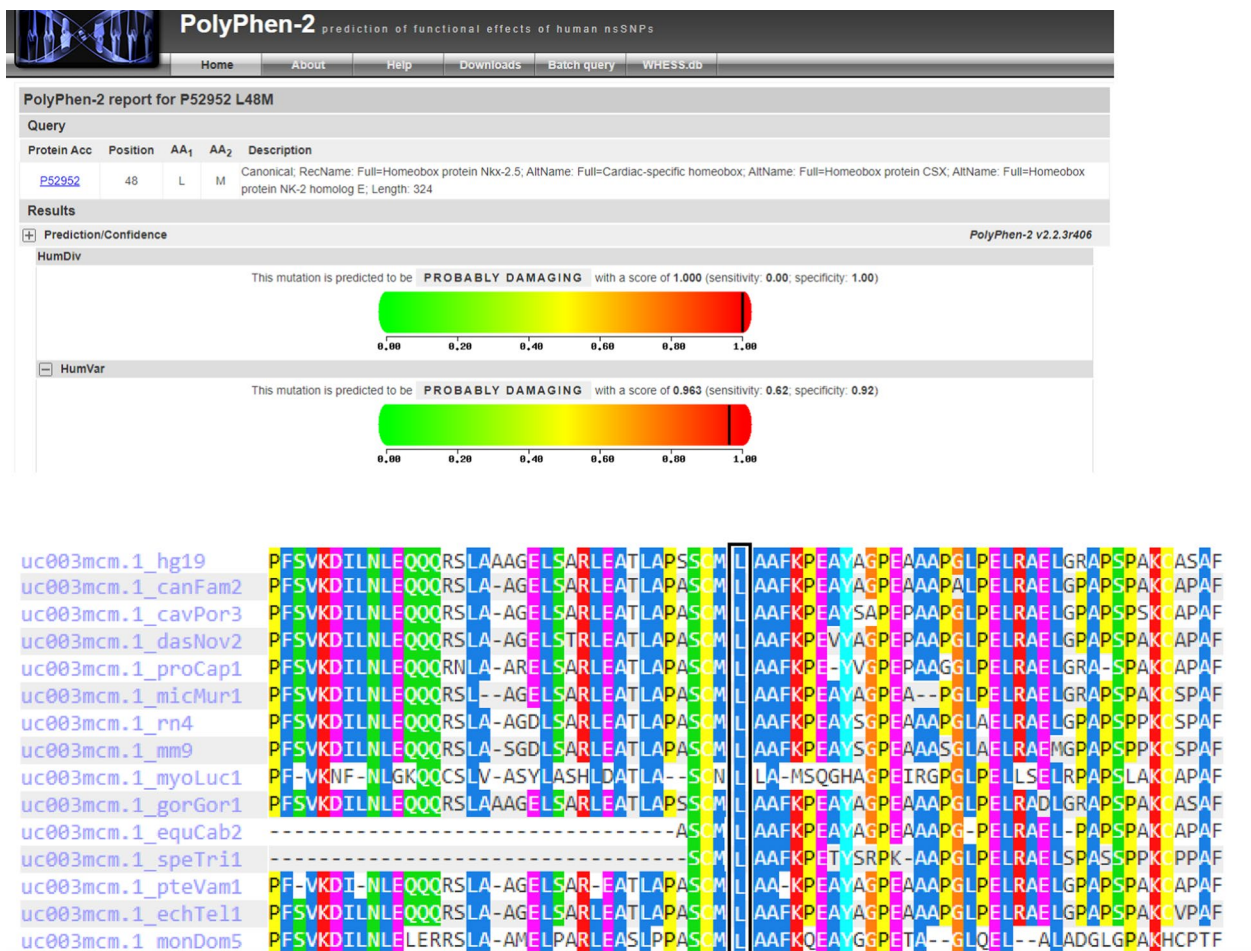 PolyPhen-2 prediction of functional effects of human nsSNPs
Home About Help Downloads Batch query WHESS.db
PolyPhen-2 report for P52952 L48M
Query
Protein Acc Position AA1 AA2 Description
P52952 48 L M Canonical; RecName: Full=Homeobox protein Nkx-2.5; AltName: Full=Cardiac-specific homeobox; AltName: Full=Homeobox protein CSX; AltName: Full=Homeobox
protein NK-2 homolog E; Length: 324
Results
+ Prediction/Confidence PolyPhen-2 v2.2.3r406
HumDiv
This mutation is predicted to be PROBABLY DAMAGING with a score of 1.000 (sensitivity: 0.00; specificity: 1.00)
0.00 0.20 0.40 0.60 0.80 1.00
- HumVar
This mutation is predicted to be PROBABLY DAMAGING with a score of 0.963 (sensitivity: 0.62; specificity: 0.92)
0.00 0.20 0.40 0.60 0.80 1.00
uc003mcm.1_hg19 PFSVKDILNLEQQQRSLAAAGELSARLEATLAPSSCMLAAFKPEAYAGPEAAAPGLPELRAELGRAPSPAKCASAF
uc003mcm.1_canFam2 PFSVKDILNLEQQQRSLA-AGELSARLEATLAPASCMLAAFKPEAYAGPEAAAPALPELRAELGPAPSPAKCAPAF
uc003mcm.1_cavPor3 PFSVKDILNLEQQQRSLA-AGELSARLEATLAPASCMLAAFKPEAYSAPEPAAPGLPELRAELGPAPSPSKCAPAF
uc003mcm.1_dasNov2 PFSVKDILNLEQQQRSLA-AGELSTRLEATLAPASCMLAAFKPEVYAGPEPAAPGLPELRAELGPAPSPAKCAPAF
uc003mcm.1_proCap1 PFSVKDILNLEQQQRNLA-ARELSARLEATLAPASCMLAAFKPE-YVGPEPAAGGLPELRAELGRA-SPAKCAPAF
uc003mcm.1_micMur1 PFSVKDILNLEQQQRSL--AGELSARLEATLAPASCMLAAFKPEAYAGPEA--PGLPELRAELGRAPSPAKCSPAF
uc003mcm.1_rn4 PFSVKDILNLEQQQRSLA-AGDLSARLEATLAPASCMLAAFKPEAYSGPEAAAPGLAELRAELGPAPSPPKCSPAF
uc003mcm.1_mm9 PFSVKDILNLEQQQRSLA-SGDLSARLEATLAPASCMLAAFKPEAYSGPEAAASGLAELRAEMGPAPSPPKCSPAF
uc003mcm.1_myoLuc1 PF-VKNF-NLGKQQCSLV-ASYLASHLDATLA--SCNLLA-MSQGHAGPEIRGPGLPELLSELRPAPSLAKCAPAF
uc003mcm.1_gorGor1 PFSVKDILNLEQQQRSLAAAGELSARLEATLAPSSCMLAAFKPEAYAGPEAAAPGLPELRADLGRAPSPAKCASAF
uc003mcm.1_equCab2 ---------------------------------ASCMLAAFKPEAYAGPEAAAPG-PELRAEL-PAPSPAKCAPAF
uc003mcm.1_speTri1 ----------------------------------SCMLAAFKPETYSRPK-AAPGLPELRAELSPASSPPKCPPAF
uc003mcm.1_pteVam1 PF-VKDI-NLEQQQRSLA-AGELSAR-EATLAPASCMLAA-KPEAYAGPEAAAPGLPELRAELGPAPSPAKCAPAF
uc003mcm.1_echTel1 PFSVKDILNLEQQQRSLA-AGELSARLEATLAPASCMLAAFKPEAYAGPEAAAPGLPELRAELGPAPSPAKCVPAF
uc003mcm.1_monDom5 PFSVKDILNLELERRSLA-AMELPARLEASLPPASCMLAAFKQEAYGGPETA--GLQEL--ALADGLGPAKHCPTF